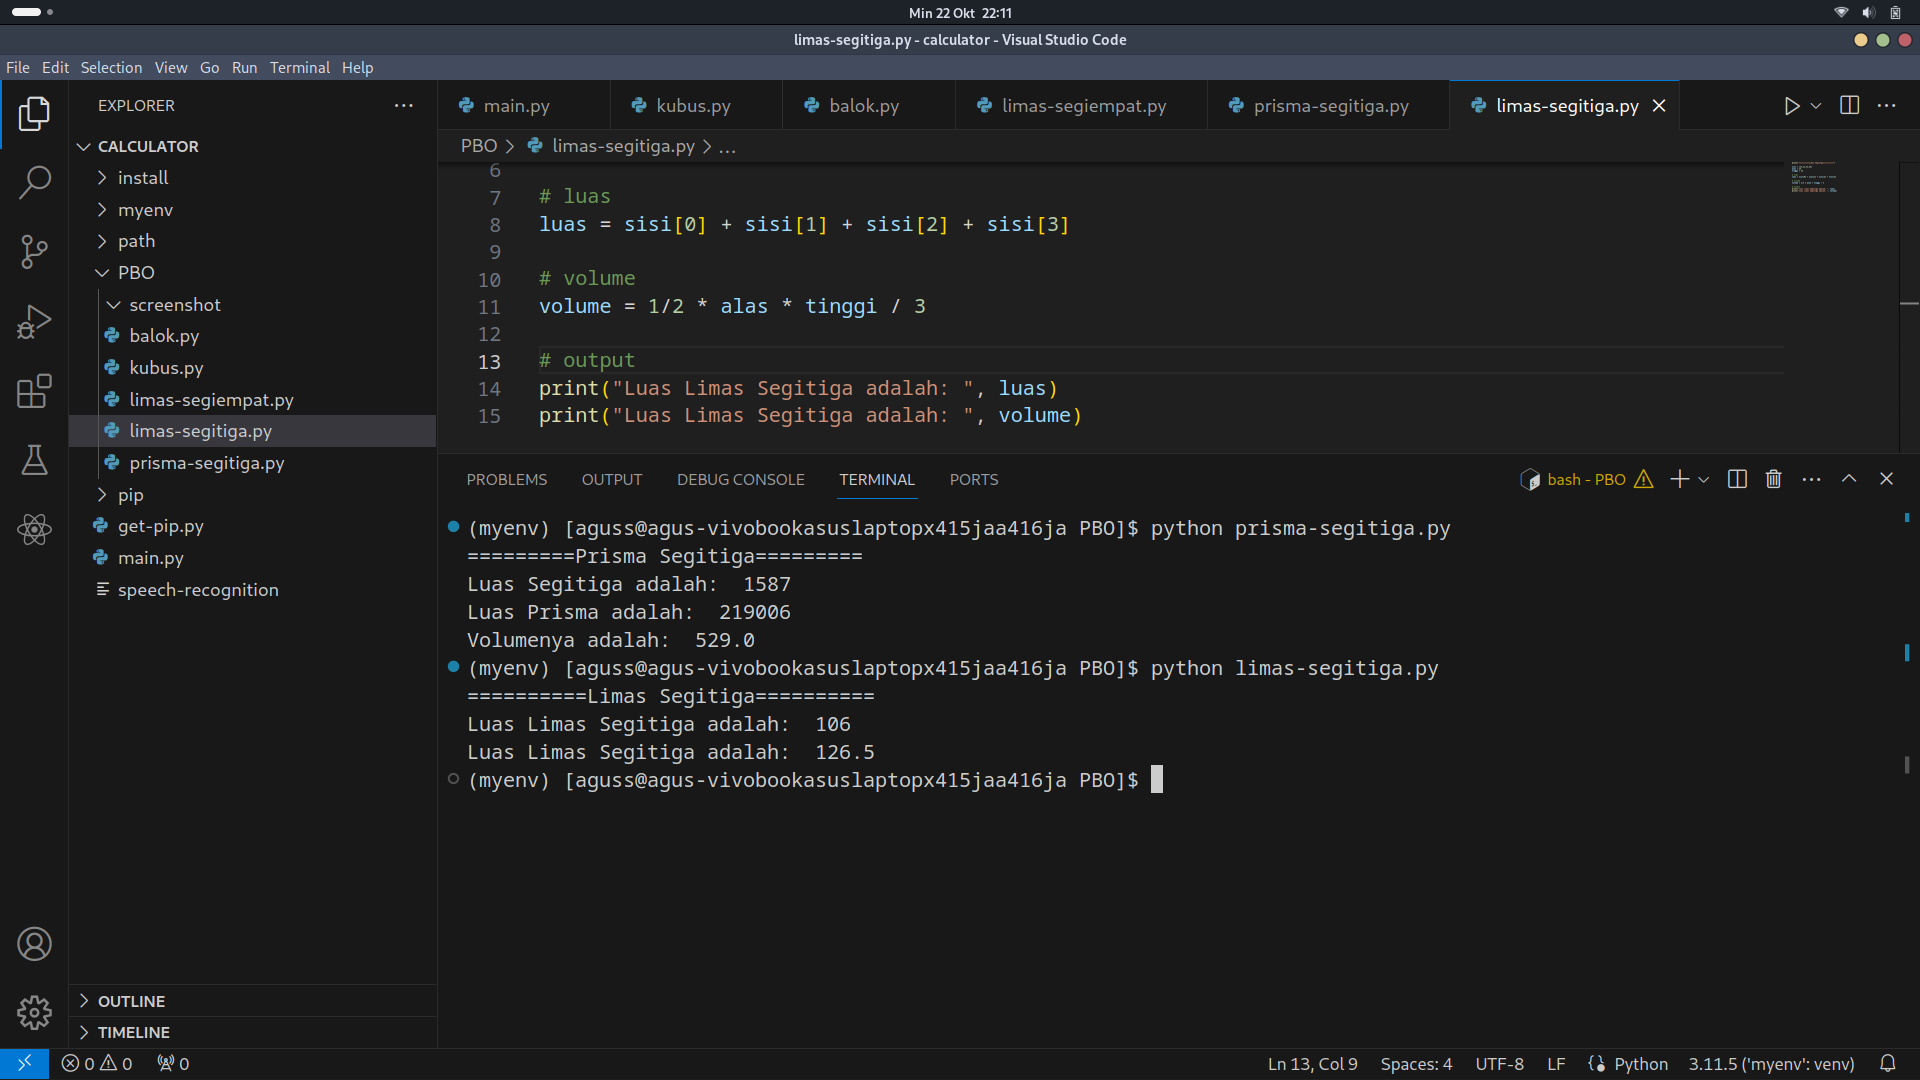 Min 22 Okt 22:11
limas-segitiga.py - calculator - Visual Studio Code
File Edit Selection View Go Run Terminal Help
EXPLORER
CALCULATOR
install
myenv
path
PBO
screenshot
balok.py
kubus.py
limas-segiempat.py
limas-segitiga.py
prisma-segitiga.py
pip
get-pip.py
main.py
speech-recognition
OUTLINE
TIMELINE
main.py kubus.py balok.py limas-segiempat.py prisma-segitiga.py limas-segitiga.py
PBO > limas-segitiga.py > ...
6
7 # luas
8 luas = sisi[0] + sisi[1] + sisi[2] + sisi[3]
9
10 # volume
11 volume = 1/2 * alas * tinggi / 3
12
13 # output
14 print("Luas Limas Segitiga adalah: ", luas)
15 print("Luas Limas Segitiga adalah: ", volume)
PROBLEMS OUTPUT DEBUG CONSOLE TERMINAL PORTS
bash - PBO
(myenv) [aguss@agus-vivobookasuslaptopx415jaa416ja PBO]$ python prisma-segitiga.py
=========Prisma Segitiga=========
Luas Segitiga adalah:  1587
Luas Prisma adalah:  219006
Volumenya adalah:  529.0
(myenv) [aguss@agus-vivobookasuslaptopx415jaa416ja PBO]$ python limas-segitiga.py
==========Limas Segitiga==========
Luas Limas Segitiga adalah:  106
Luas Limas Segitiga adalah:  126.5
(myenv) [aguss@agus-vivobookasuslaptopx415jaa416ja PBO]$
0 0 0
Ln 13, Col 9 Spaces: 4 UTF-8 LF Python 3.11.5 ('myenv': venv)